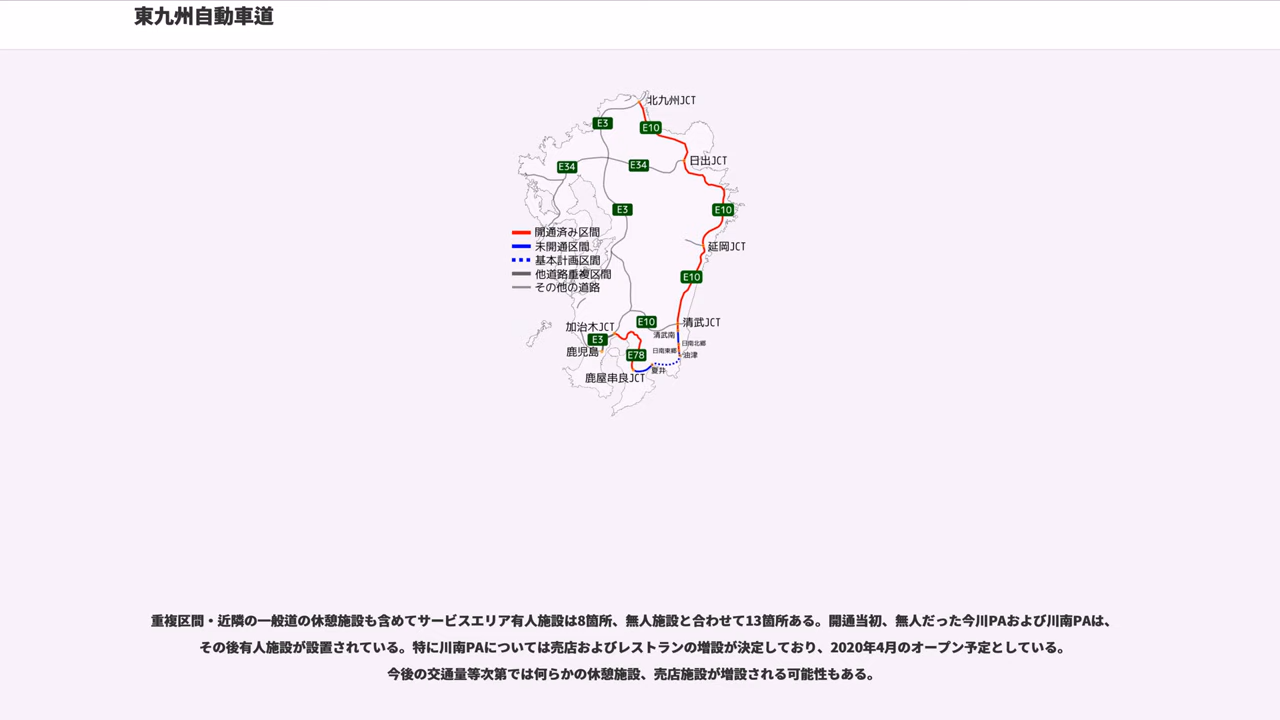 東九州自動車道
北九州JCT
E3
E10
日出JCT
E34
E34
E3
E10
開通済み区間
未開通区間
延岡JCT
基本計画区間
他道路重複区間
E10
その他の道路
加治木JCT
E10
清武JCT
清武南
E3
日南北郷
鹿児島
日南東郷
E78
油津
夏井
鹿屋串良JCT
重複区間・近隣の一般道の休憩施設も含めてサービスエリア有人施設は8箇所、無人施設と合わせて13箇所ある。開通当初、無人だった今川PAおよび川南PAは、
その後有人施設が設置されている。特に川南PAについては売店およびレストランの増設が決定しており、2020年4月のオープン予定としている。
今後の交通量等次第では何らかの休憩施設、売店施設が増設される可能性もある。